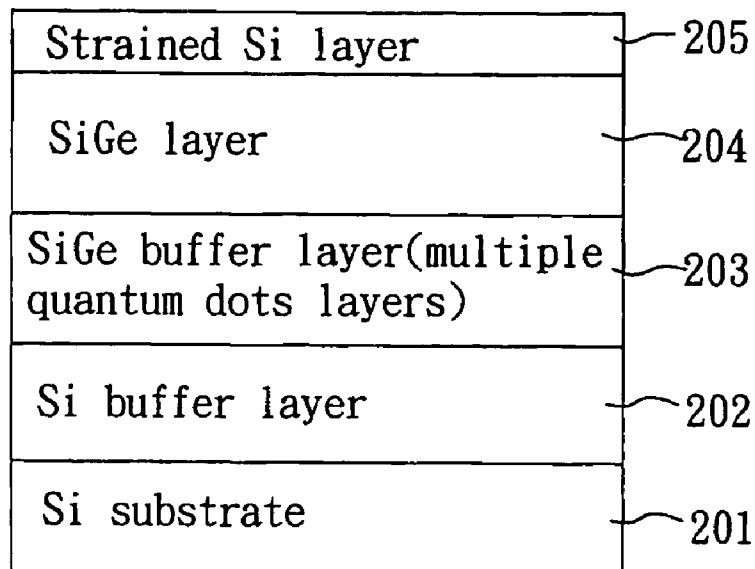 Strained Si layer 205
SiGe layer 204
SiGe buffer layer(multiple
quantum dots layers) 203
Si buffer layer 202
Si substrate 201